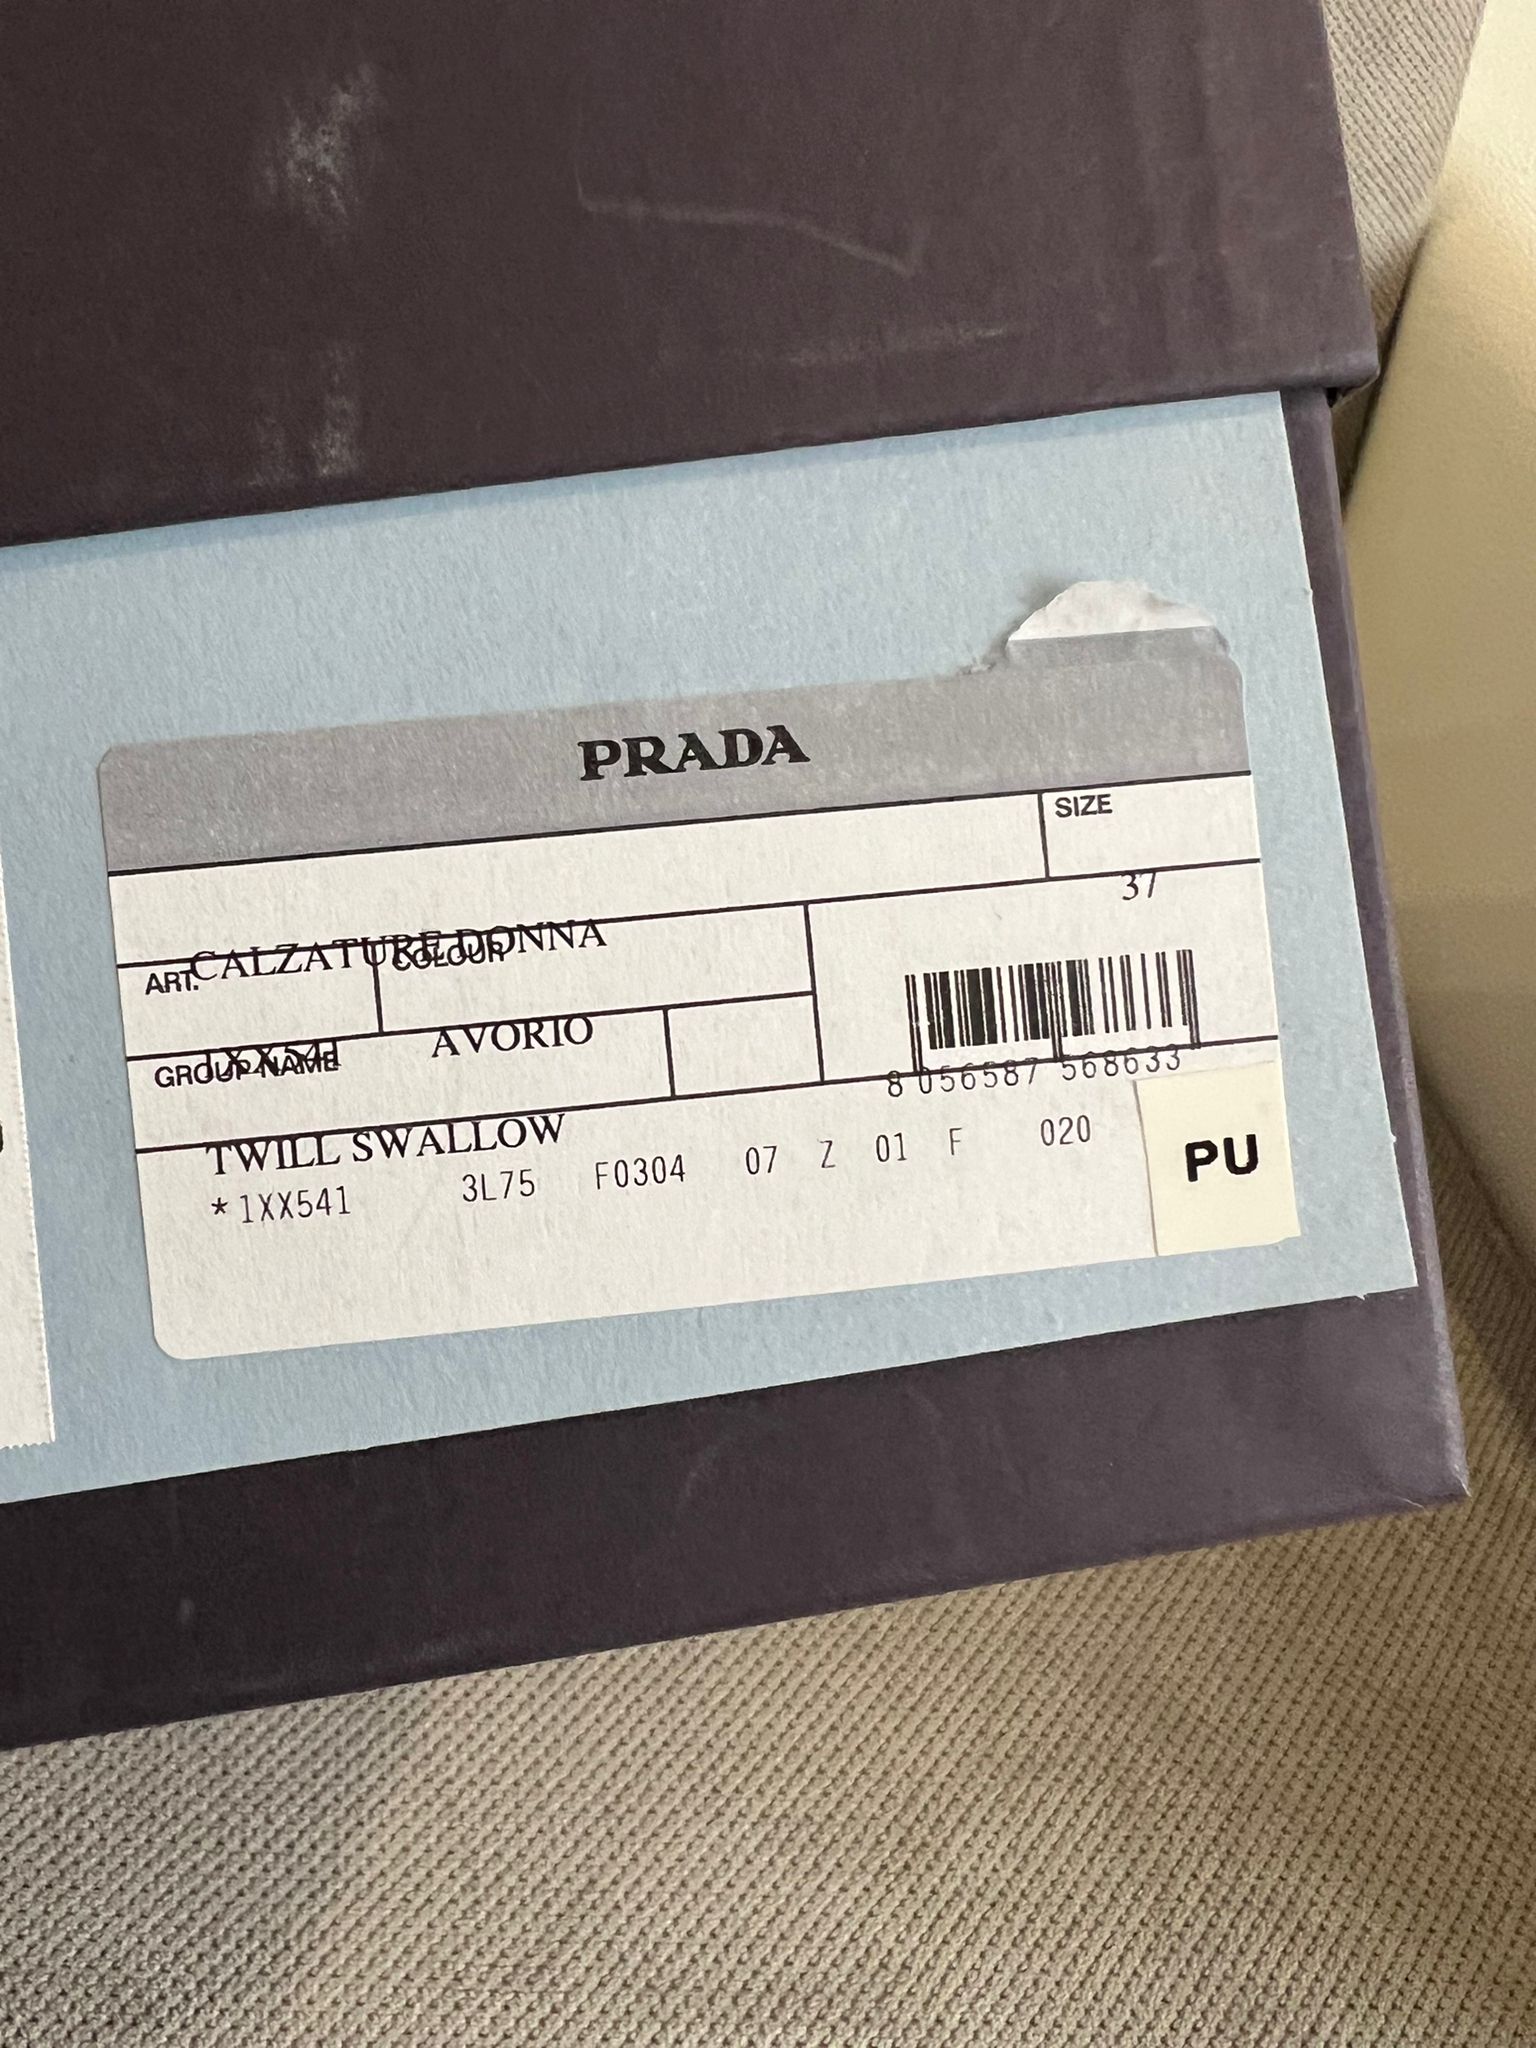 PRADA
SIZE
37
CALZATURE DONNA
ART.
COLOUR
1XX541
AVORIO
GROUP NAME
8 056587 568633
TWILL SWALLOW
*1XX541 3L75 F0304 07 Z 01 F 020
PU